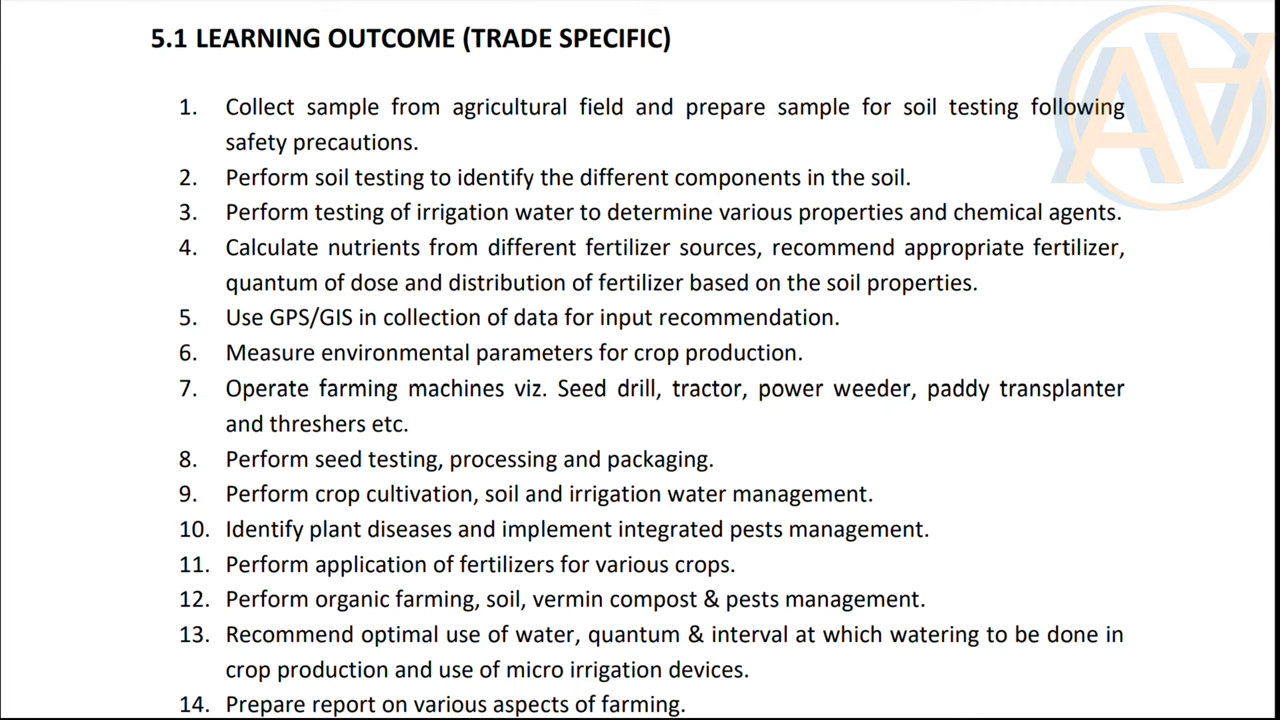 5.1 LEARNING OUTCOME (TRADE SPECIFIC)
1. Collect sample from agricultural field and prepare sample for soil testing following
safety precautions.
2. Perform soil testing to identify the different components in the soil.
3. Perform testing of irrigation water to determine various properties and chemical agents.
4. Calculate nutrients from different fertilizer sources, recommend appropriate fertilizer,
quantum of dose and distribution of fertilizer based on the soil properties.
5. Use GPS/GIS in collection of data for input recommendation.
6. Measure environmental parameters for crop production.
7. Operate farming machines viz. Seed drill, tractor, power weeder, paddy transplanter
and threshers etc.
8. Perform seed testing, processing and packaging.
9. Perform crop cultivation, soil and irrigation water management.
10. Identify plant diseases and implement integrated pests management.
11. Perform application of fertilizers for various crops.
12. Perform organic farming, soil, vermin compost & pests management.
13. Recommend optimal use of water, quantum & interval at which watering to be done in
crop production and use of micro irrigation devices.
14. Prepare report on various aspects of farming.